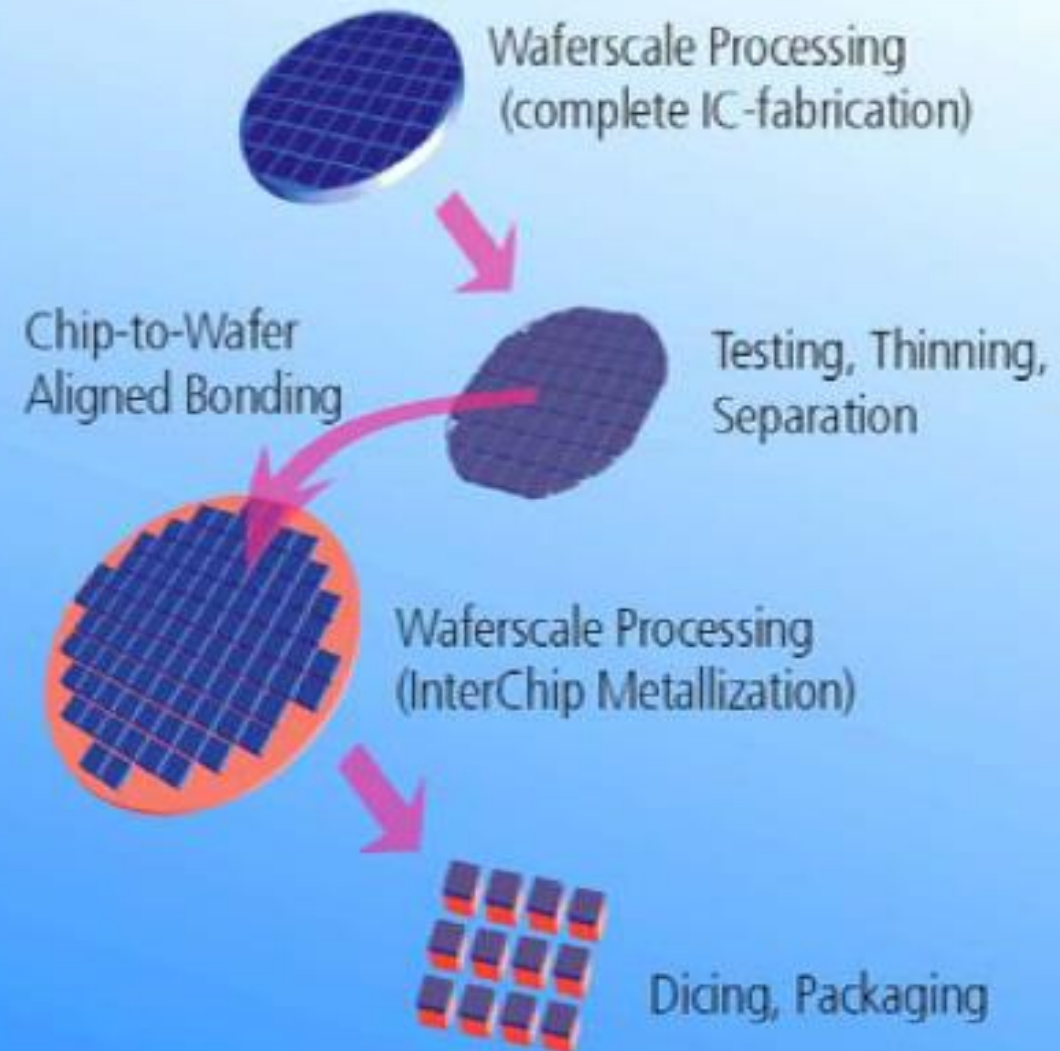 Waferscale Processing
(complete IC-fabrication)
Chip-to-Wafer
Aligned Bonding
Testing, Thinning,
Separation
Waferscale Processing
(InterChip Metallization)
Dicing, Packaging